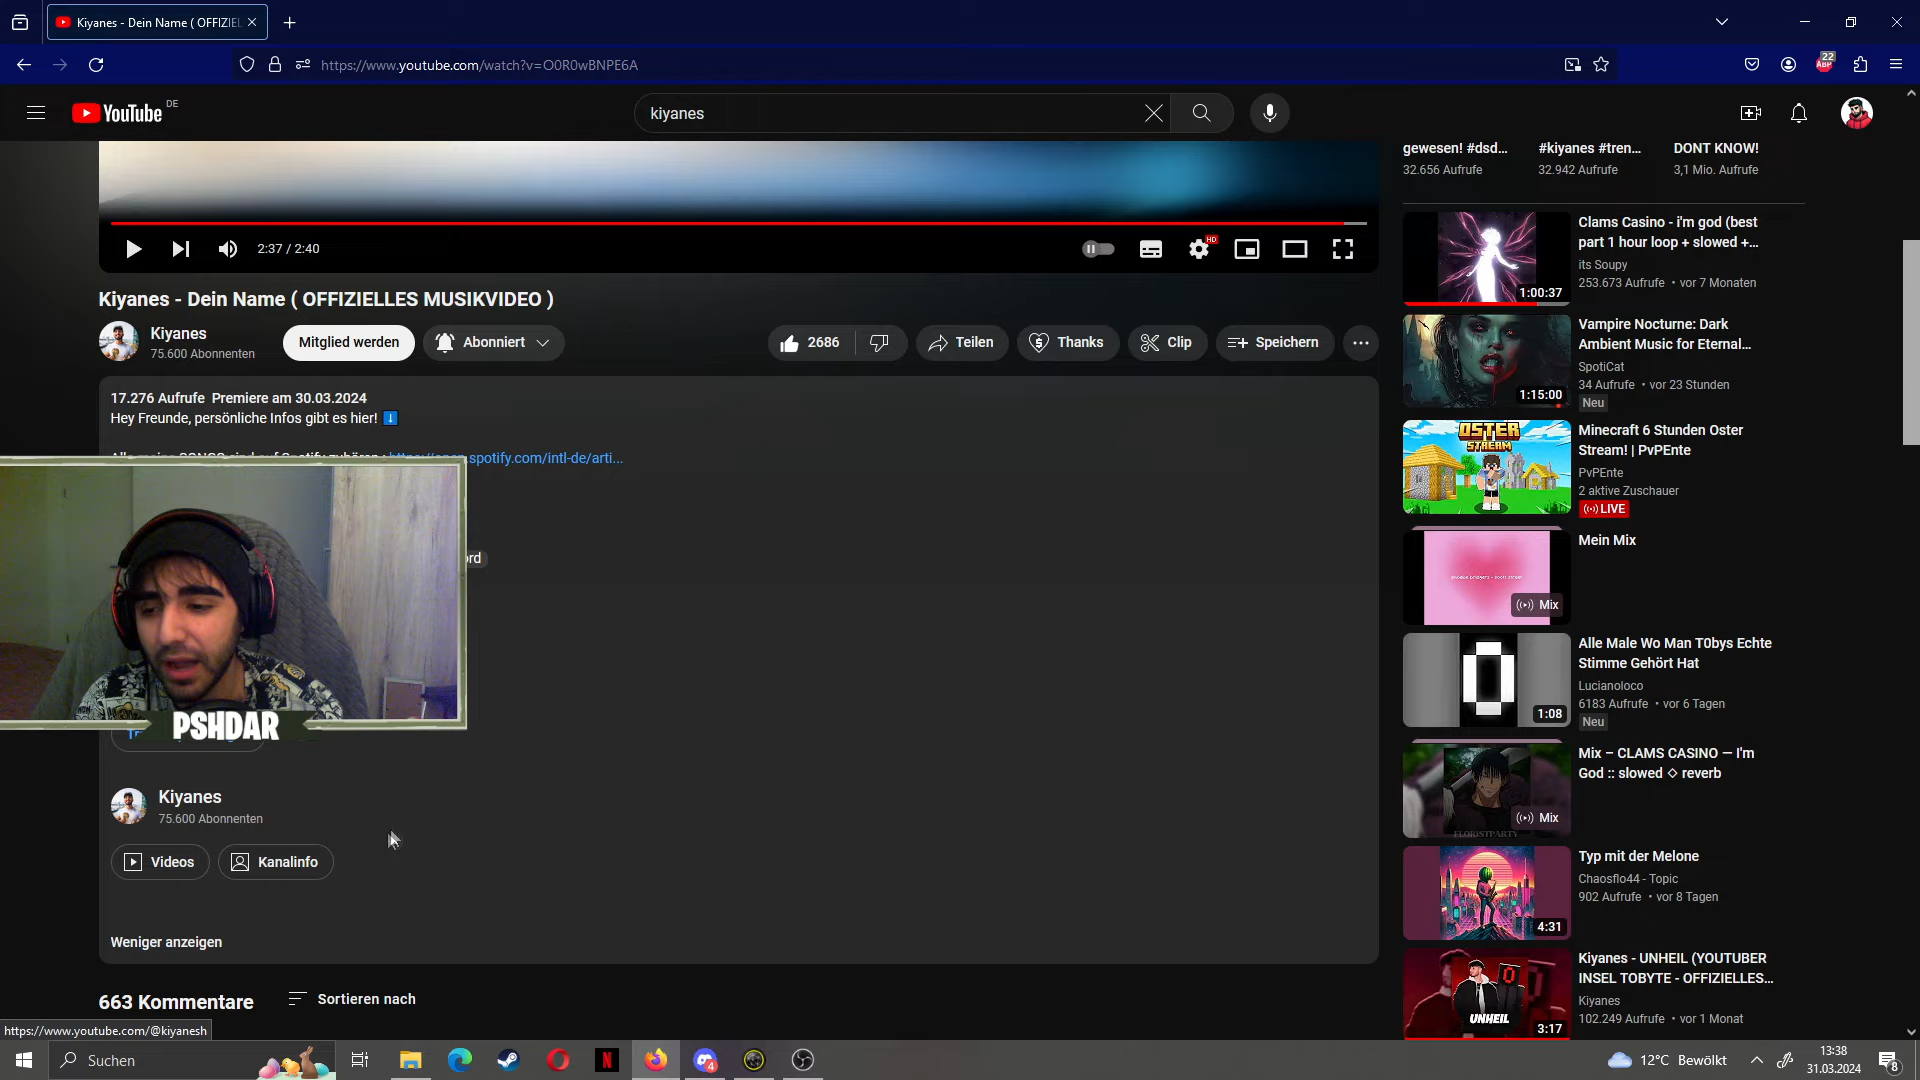 Kiyanes - Dein Name ( OFFIZIEL
https://www.youtube.com/watch?v=O0R0wBNPE6A
22
ABP
YouTube DE
kiyanes
2:37 / 2:40
HD
Kiyanes - Dein Name ( OFFIZIELLES MUSIKVIDEO )
Kiyanes
75.600 Abonnenten
Mitglied werden
Abonniert
2686
Teilen
Thanks
Clip
Speichern
17.276 Aufrufe Premiere am 30.03.2024
Hey Freunde, persönliche Infos gibt es hier!
spotify.com/intl-de/arti...
ord
PSHDAR
Kiyanes
75.600 Abonnenten
Videos
Kanalinfo
Weniger anzeigen
663 Kommentare
Sortieren nach
https://www.youtube.com/@kiyanesh
gewesen! #dsd...
32.656 Aufrufe
#kiyanes #tren...
32.942 Aufrufe
DONT KNOW!
3,1 Mio. Aufrufe
1:00:37
Clams Casino - i'm god (best
part 1 hour loop + slowed +...
its Soupy
253.673 Aufrufe • vor 7 Monaten
1:15:00
Vampire Nocturne: Dark
Ambient Music for Eternal...
SpotiCat
34 Aufrufe • vor 23 Stunden
Neu
OSTER
STREAM
Minecraft 6 Stunden Oster
Stream! | PvPEnte
PvPEnte
2 aktive Zuschauer
LIVE
Mix
Mein Mix
1:08
Alle Male Wo Man T0bys Echte
Stimme Gehört Hat
Lucianoloco
6183 Aufrufe • vor 6 Tagen
Neu
FLORISTPARTY
Mix
Mix – CLAMS CASINO — I'm
God :: slowed ◇ reverb
4:31
Typ mit der Melone
Chaosflo44 - Topic
902 Aufrufe • vor 8 Tagen
UNHEIL
3:17
Kiyanes - UNHEIL (YOUTUBER
INSEL TOBYTE - OFFIZIELLES...
Kiyanes
102.249 Aufrufe • vor 1 Monat
Suchen
N
4
12°C Bewölkt
13:38
31.03.2024
8